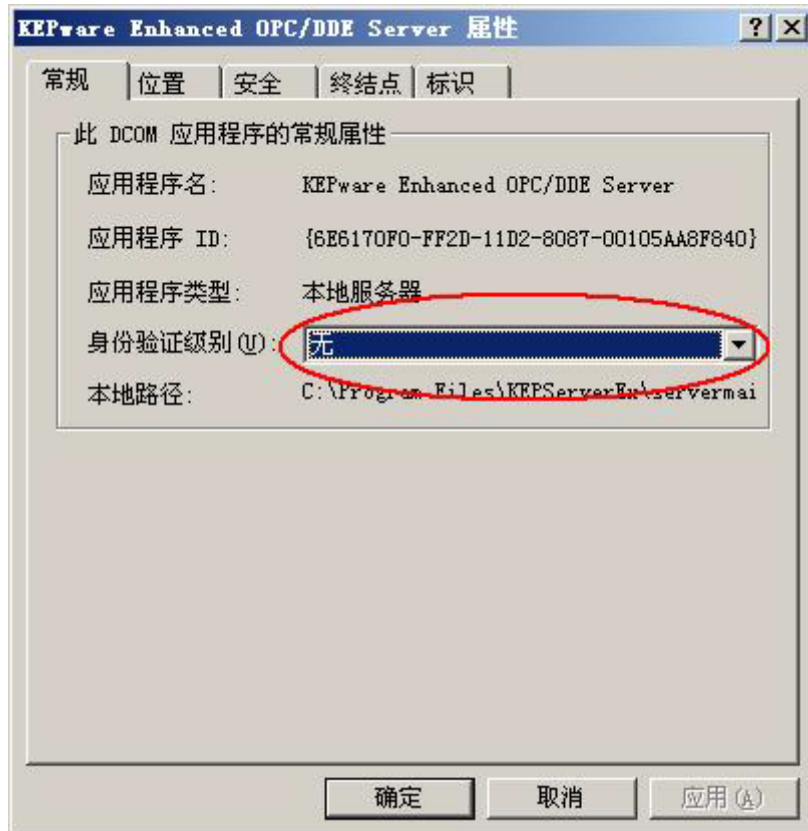 KEPware Enhanced OPC/DDE Server 属性
常规 位置 安全 终结点 标识
此 DCOM 应用程序的常规属性
应用程序名: KEPware Enhanced OPC/DDE Server
应用程序 ID: {6E6170F0-FF2D-11D2-8087-00105AA8F840}
应用程序类型: 本地服务器
身份验证级别(U): 无
本地路径: C:\Program Files\KEPServerEx\servermai
确定 取消 应用(A)